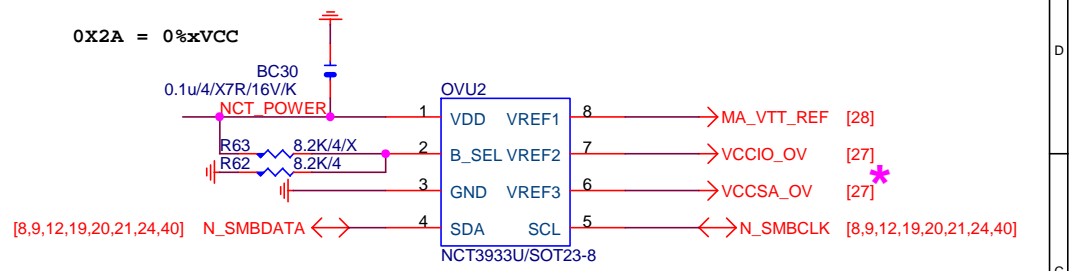 0X2A = 0%xVCC
D
BC30
0.1u/4/X7R/16V/K
OVU2
NCT_POWER
1 VDD VREF1 8 MA_VTT_REF [28]
R63 8.2K/4/X
2 B_SEL VREF2 7 VCCIO_OV [27]
R62 8.2K/4
*
3 GND VREF3 6 VCCSA_OV [27]
[8,9,12,19,20,21,24,40] N_SMBDATA 4 SDA SCL 5 N_SMBCLK [8,9,12,19,20,21,24,40]
NCT3933U/SOT23-8
C